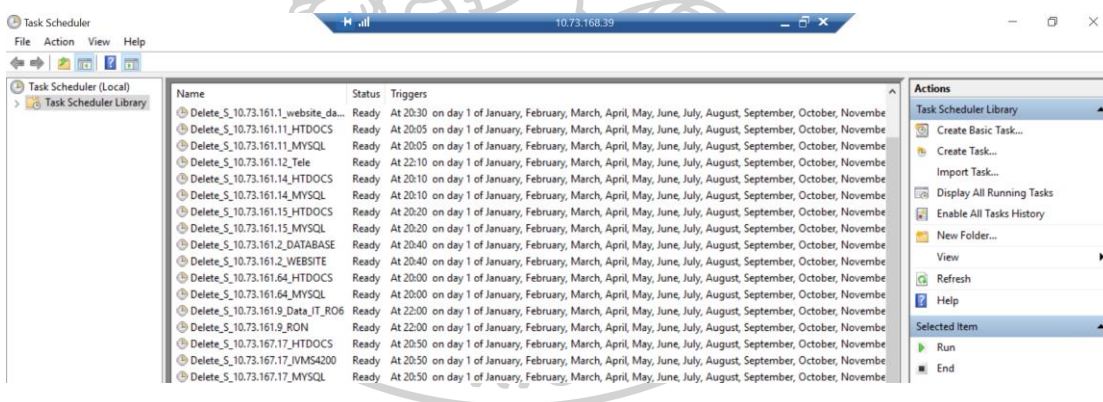 Task Scheduler
10.73.168.39
File Action View Help
Task Scheduler (Local)
Task Scheduler Library
Name Status Triggers
Delete_S_10.73.161.1_website_da... Ready At 20:30 on day 1 of January, February, March, April, May, June, July, August, September, October, Novembe
Delete_S_10.73.161.11_HTDOCS Ready At 20:05 on day 1 of January, February, March, April, May, June, July, August, September, October, Novembe
Delete_S_10.73.161.11_MYSQL Ready At 20:05 on day 1 of January, February, March, April, May, June, July, August, September, October, Novembe
Delete_S_10.73.161.12_Tele Ready At 22:10 on day 1 of January, February, March, April, May, June, July, August, September, October, Novembe
Delete_S_10.73.161.14_HTDOCS Ready At 20:10 on day 1 of January, February, March, April, May, June, July, August, September, October, Novembe
Delete_S_10.73.161.14_MYSQL Ready At 20:10 on day 1 of January, February, March, April, May, June, July, August, September, October, Novembe
Delete_S_10.73.161.15_HTDOCS Ready At 20:20 on day 1 of January, February, March, April, May, June, July, August, September, October, Novembe
Delete_S_10.73.161.15_MYSQL Ready At 20:20 on day 1 of January, February, March, April, May, June, July, August, September, October, Novembe
Delete_S_10.73.161.2_DATABASE Ready At 20:40 on day 1 of January, February, March, April, May, June, July, August, September, October, Novembe
Delete_S_10.73.161.2_WEBSITE Ready At 20:40 on day 1 of January, February, March, April, May, June, July, August, September, October, Novembe
Delete_S_10.73.161.64_HTDOCS Ready At 20:00 on day 1 of January, February, March, April, May, June, July, August, September, October, Novembe
Delete_S_10.73.161.64_MYSQL Ready At 20:00 on day 1 of January, February, March, April, May, June, July, August, September, October, Novembe
Delete_S_10.73.161.9_Data_IT_RO6 Ready At 22:00 on day 1 of January, February, March, April, May, June, July, August, September, October, Novembe
Delete_S_10.73.161.9_RON Ready At 22:00 on day 1 of January, February, March, April, May, June, July, August, September, October, Novembe
Delete_S_10.73.167.17_HTDOCS Ready At 20:50 on day 1 of January, February, March, April, May, June, July, August, September, October, Novembe
Delete_S_10.73.167.17_IVMS4200 Ready At 20:50 on day 1 of January, February, March, April, May, June, July, August, September, October, Novembe
Delete_S_10.73.167.17_MYSQL Ready At 20:50 on day 1 of January, February, March, April, May, June, July, August, September, October, Novembe
Actions
Task Scheduler Library
Create Basic Task...
Create Task...
Import Task...
Display All Running Tasks
Enable All Tasks History
New Folder...
View
Refresh
Help
Selected Item
Run
End